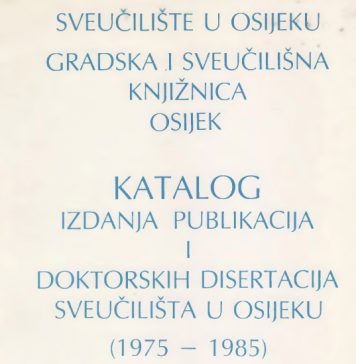 SVEUČILIŠTE U OSIJEKU
GRADSKA I SVEUČILIŠNA
KNJIŽNICA
OSIJEK
KATALOG
IZDANJA PUBLIKACIJA
I
DOKTORSKIH DISERTACIJA
SVEUČILIŠTA U OSIJEKU
(1975 – 1985)